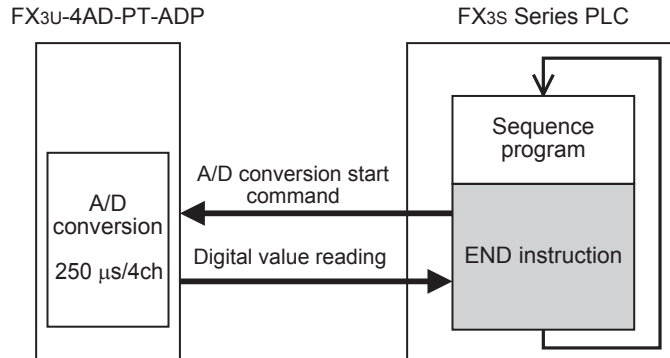 FX3U-4AD-PT-ADP
FX3S Series PLC
Sequence
program
A/D conversion start
command
A/D
conversion
250 μs/4ch
Digital value reading
END instruction